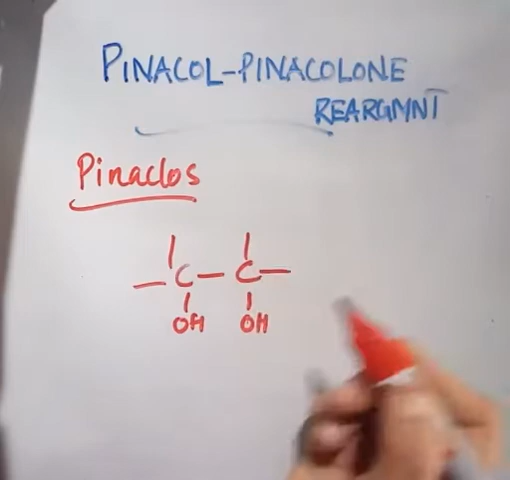 PINACOL-PINACOLONE
REARGMNT
Pinaclos
C C
OH OH